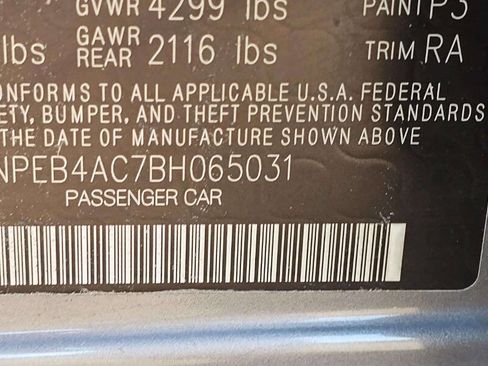 GVWR 4299 lbs PAINT P3
lbs GAWR REAR 2116 lbs TRIM RA
ONFORMS TO ALL APPLICABLE U.S.A. FEDERAL
ETY, BUMPER, AND THEFT PREVENTION STANDARDS
THE DATE OF MANUFACTURE SHOWN ABOVE
NPEB4AC7BH065031
PASSENGER CAR